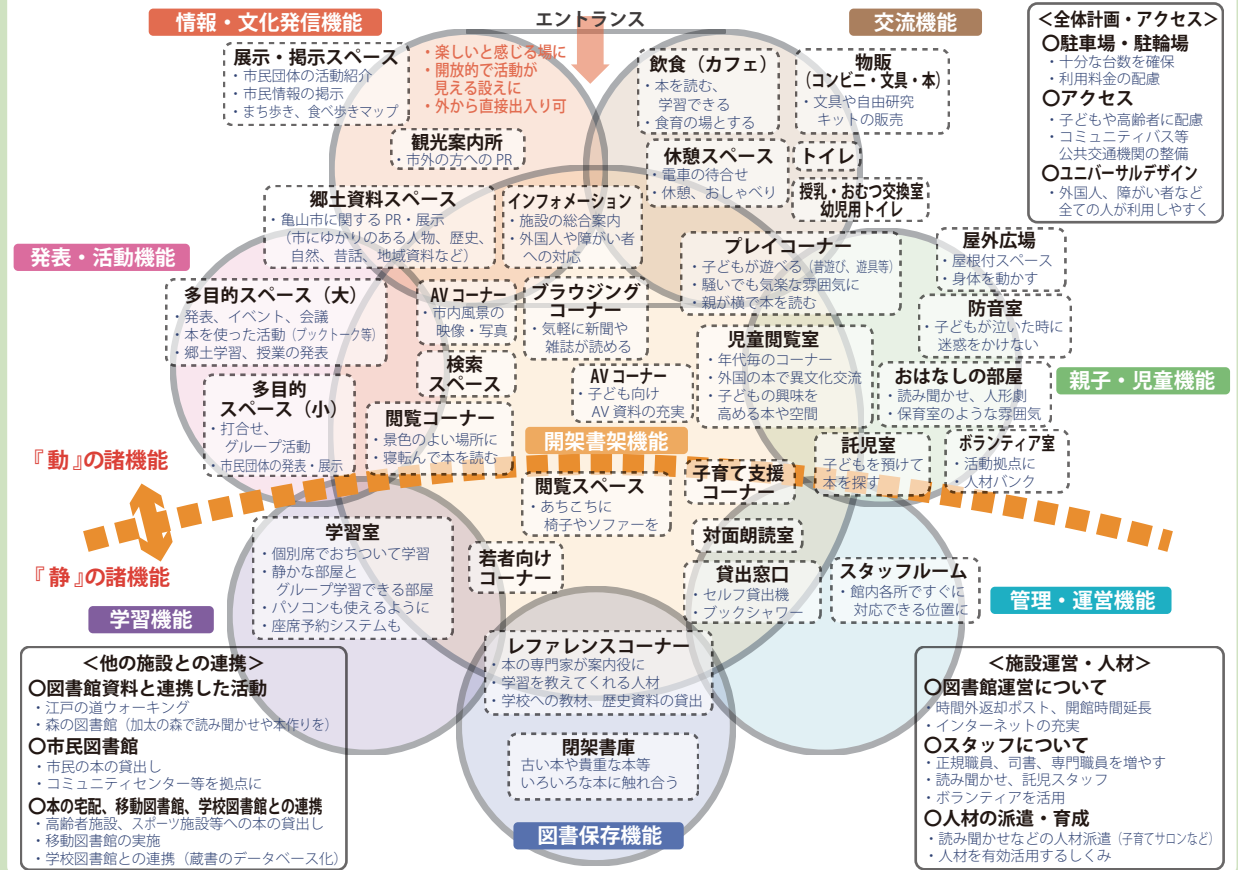 情報・文化発信機能
エントランス
交流機能
展示・掲示スペース
・市民団体の活動紹介
・市民情報の掲示
・まち歩き、食べ歩きマップ
・楽しいと感じる場に
・開放的で活動が
見える設えに
・外から直接出入り可
飲食（カフェ）
・本を読む、
学習できる
・食育の場とする
物販
（コンビニ・文具・本）
・文具や自由研究
キットの販売
＜全体計画・アクセス＞
○駐車場・駐輪場
・十分な台数を確保
・利用料金の配慮
○アクセス
・子どもや高齢者に配慮
・コミュニティバス等
公共交通機関の整備
○ユニバーサルデザイン
・外国人、障がい者など
全ての人が利用しやすく
観光案内所
・市外の方へのPR
休憩スペース
・電車の待合せ
・休憩、おしゃべり
トイレ
授乳・おむつ交換室
幼児用トイレ
郷土資料スペース
・亀山市に関するPR・展示
（市にゆかりのある人物、歴史、
自然、昔話、地域資料など）
インフォメーション
・施設の総合案内
・外国人や障がい者
への対応
プレイコーナー
・子どもが遊べる（昔遊び、遊具等）
・騒いでも気楽な雰囲気に
・親が横で本を読む
屋外広場
・屋根付スペース
・身体を動かす
発表・活動機能
多目的スペース（大）
・発表、イベント、会議
・本を使った活動（ブックトーク等）
・郷土学習、授業の発表
AVコーナー
・市内風景の
映像・写真
ブラウジング
コーナー
・気軽に新聞や
雑誌が読める
防音室
・子どもが泣いた時に
迷惑をかけない
児童閲覧室
・年代毎のコーナー
・外国の本で異文化交流
・子どもの興味を
高める本や空間
検索
スペース
AVコーナー
・子ども向け
AV資料の充実
おはなしの部屋
・読み聞かせ、人形劇
・保育室のような雰囲気
親子・児童機能
多目的
スペース（小）
・打合せ、
グループ活動
・市民団体の発表・展示
閲覧コーナー
・景色のよい場所に
・寝転んで本を読む
開架書架機能
託児室
子どもを預けて
本を探す
ボランティア室
・活動拠点に
・人材バンク
『動』の諸機能
閲覧スペース
・あちこちに
椅子やソファーを
子育て支援
コーナー
『静』の諸機能
学習室
・個別席でおちついて学習
・静かな部屋と
グループ学習できる部屋
・パソコンも使えるように
・座席予約システムも
若者向け
コーナー
対面朗読室
貸出窓口
・セルフ貸出機
・ブックシャワー
スタッフルーム
・館内各所ですぐに
対応できる位置に
学習機能
管理・運営機能
レファレンスコーナー
・本の専門家が案内役に
・学習を教えてくれる人材
・学校への教材、歴史資料の貸出
閉架書庫
古い本や貴重な本等
いろいろな本に触れ合う
図書保存機能
＜他の施設との連携＞
○図書館資料と連携した活動
・江戸の道ウォーキング
・森の図書館（加太の森で読み聞かせや本作りを）
○市民図書館
・市民の本の貸出し
・コミュニティセンター等を拠点に
○本の宅配、移動図書館、学校図書館との連携
・高齢者施設、スポーツ施設等への本の貸出し
・移動図書館の実施
・学校図書館との連携（蔵書のデータベース化）
＜施設運営・人材＞
○図書館運営について
・時間外返却ポスト、開館時間延長
・インターネットの充実
○スタッフについて
・正規職員、司書、専門職員を増やす
・読み聞かせ、託児スタッフ
・ボランティアを活用
○人材の派遣・育成
・読み聞かせなどの人材派遣（子育てサロンなど）
・人材を有効活用するしくみ